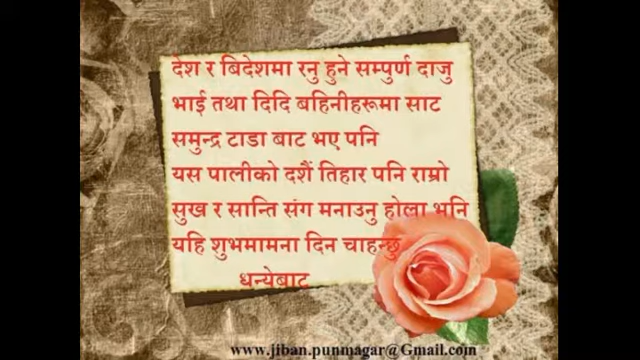 देश र बिदेशमा रनु हुने सम्पुर्ण दाजु
भाई तथा दिदि बहिनीहरूमा साट
समुन्द्र टाडा बाट भए पनि
यस पालीको दशैं तिहार पनि राम्रो
सुख र सान्ति संग मनाउनु होला भनि
यहि शुभमामना दिन चाहन्छु
धन्येबाट
www.jiban.punmagar@Gmail.com